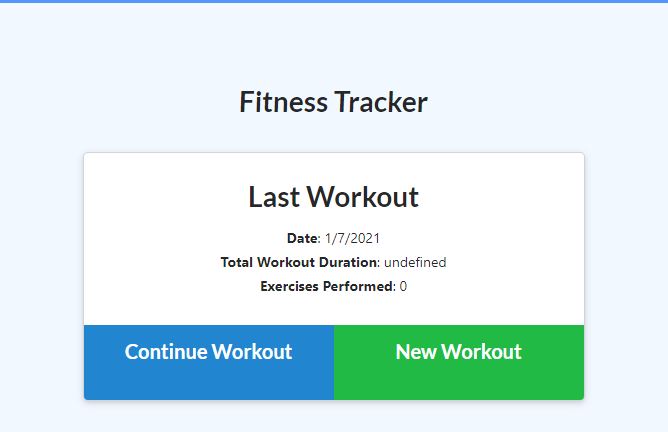 Fitness Tracker
Last Workout
Date: 1/7/2021
Total Workout Duration: undefined
Exercises Performed: 0
Continue Workout
New Workout